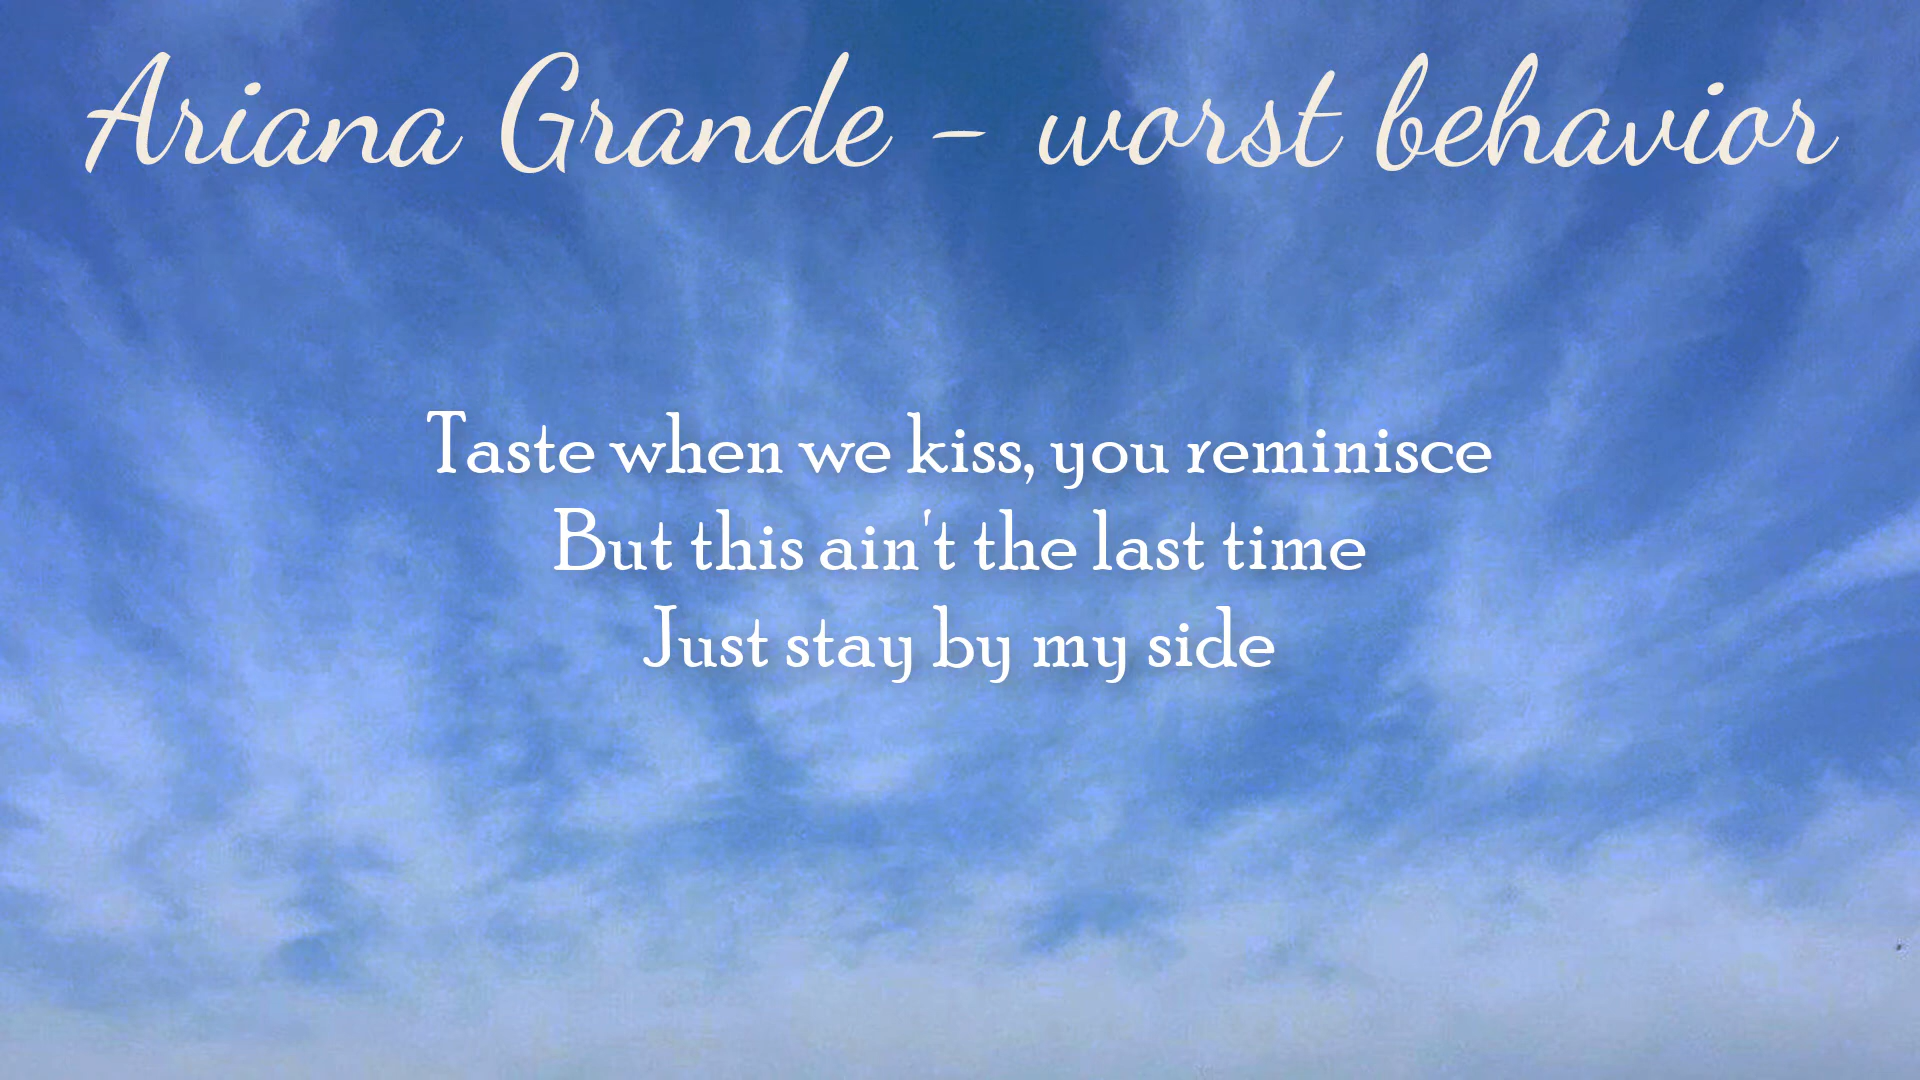 Ariana Grande - worst behavior
Taste when we kiss, you reminisce
But this ain't the last time
Just stay by my side